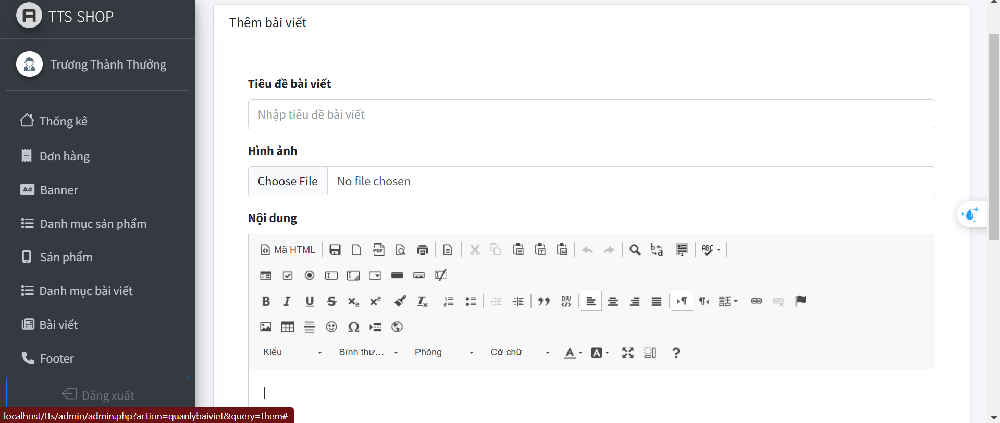 TTS-SHOP
Trương Thành Thưởng
Thống kê
Đơn hàng
Ad Banner
Danh mục sản phẩm
Sản phẩm
Danh mục bài viết
Bài viết
Footer
Đăng xuất
localhost/tts/admin/admin.php?action=quanlybaiviet&query=them#
Thêm bài viết
Tiêu đề bài viết
Nhập tiêu đề bài viết
Hình ảnh
Choose File No file chosen
Nội dung
Mã HTML
Kiểu Bình thư... Phông Cỡ chữ